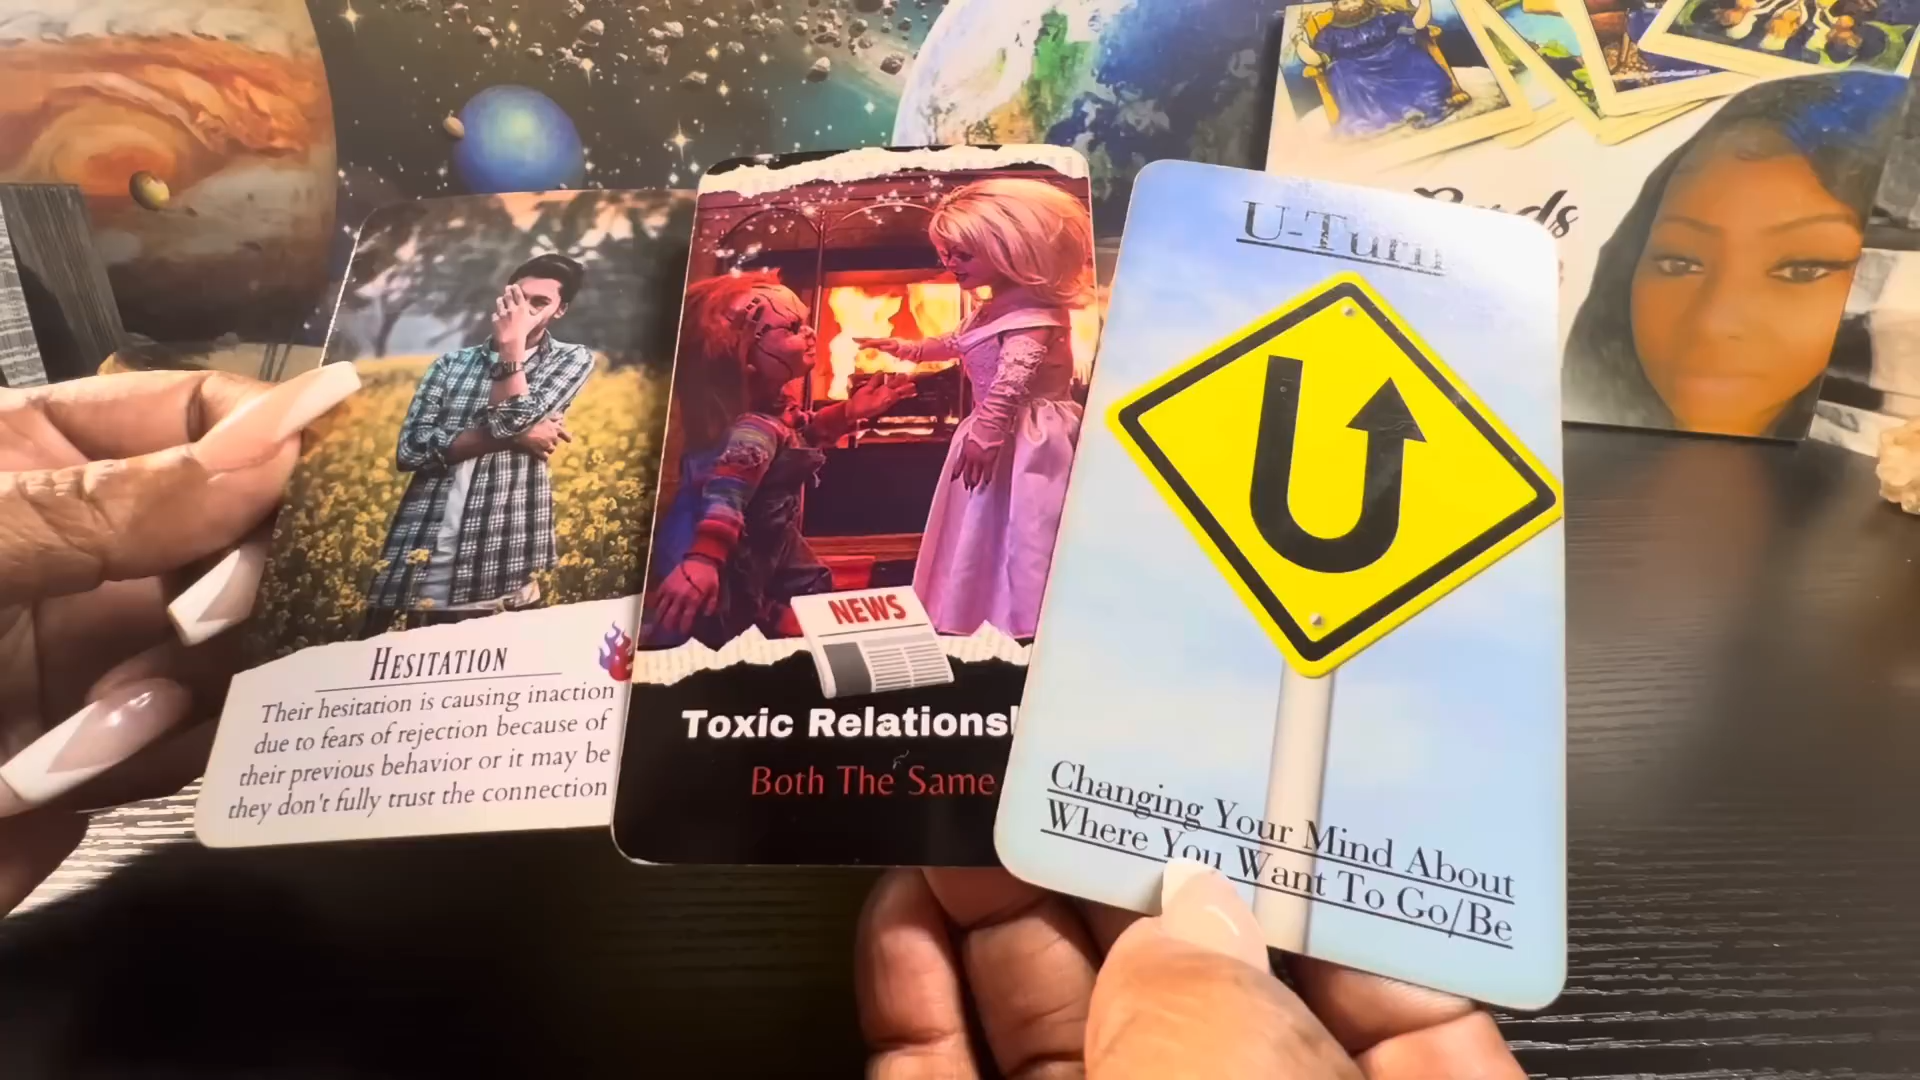 Hesitation
Their hesitation is causing inaction
due to fears of rejection because of
their previous behavior or it may be
they don't fully trust the connection
NEWS
Toxic
Both The Same
U-Turn
Changing Your Mind About
Where You Want To Go/Be